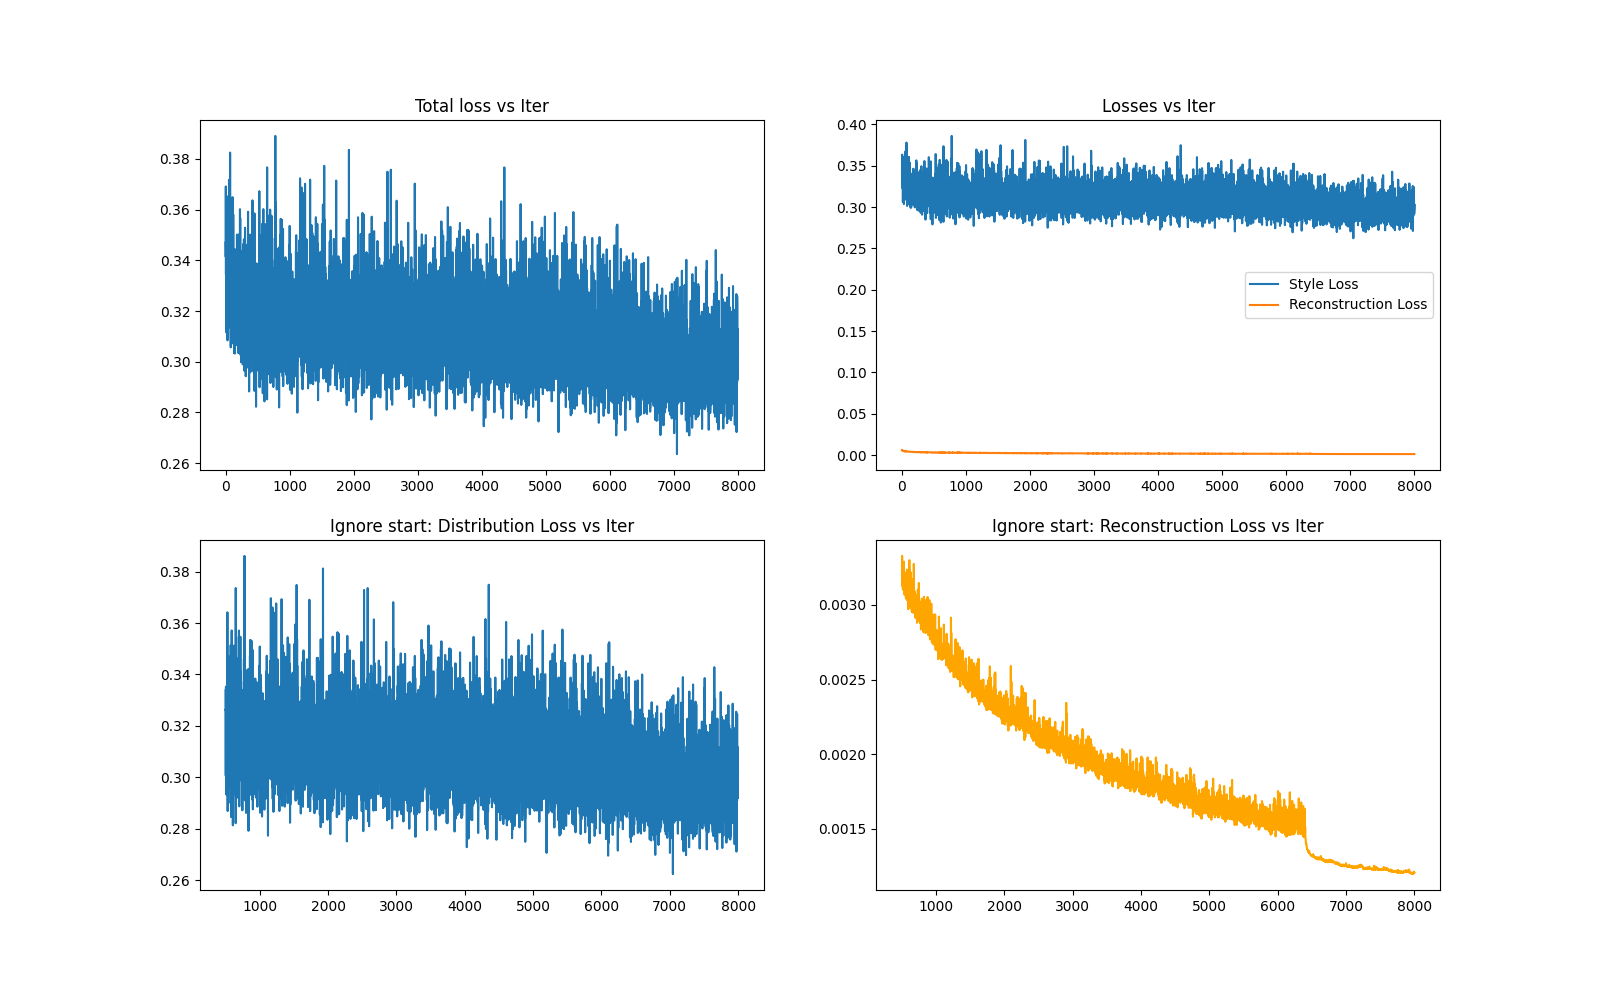 Total loss vs Iter
0.38
0.36
0.34
0.32
0.30
0.28
0.26
0 1000 2000 3000 4000 5000 6000 7000 8000
Losses vs Iter
0.40
0.35
0.30
0.25
0.20
0.15
0.10
0.05
0.00
Style Loss
Reconstruction Loss
0 1000 2000 3000 4000 5000 6000 7000 8000
Ignore start: Distribution Loss vs Iter
0.38
0.36
0.34
0.32
0.30
0.28
0.26
1000 2000 3000 4000 5000 6000 7000 8000
Ignore start: Reconstruction Loss vs Iter
0.0030
0.0025
0.0020
0.0015
1000 2000 3000 4000 5000 6000 7000 8000